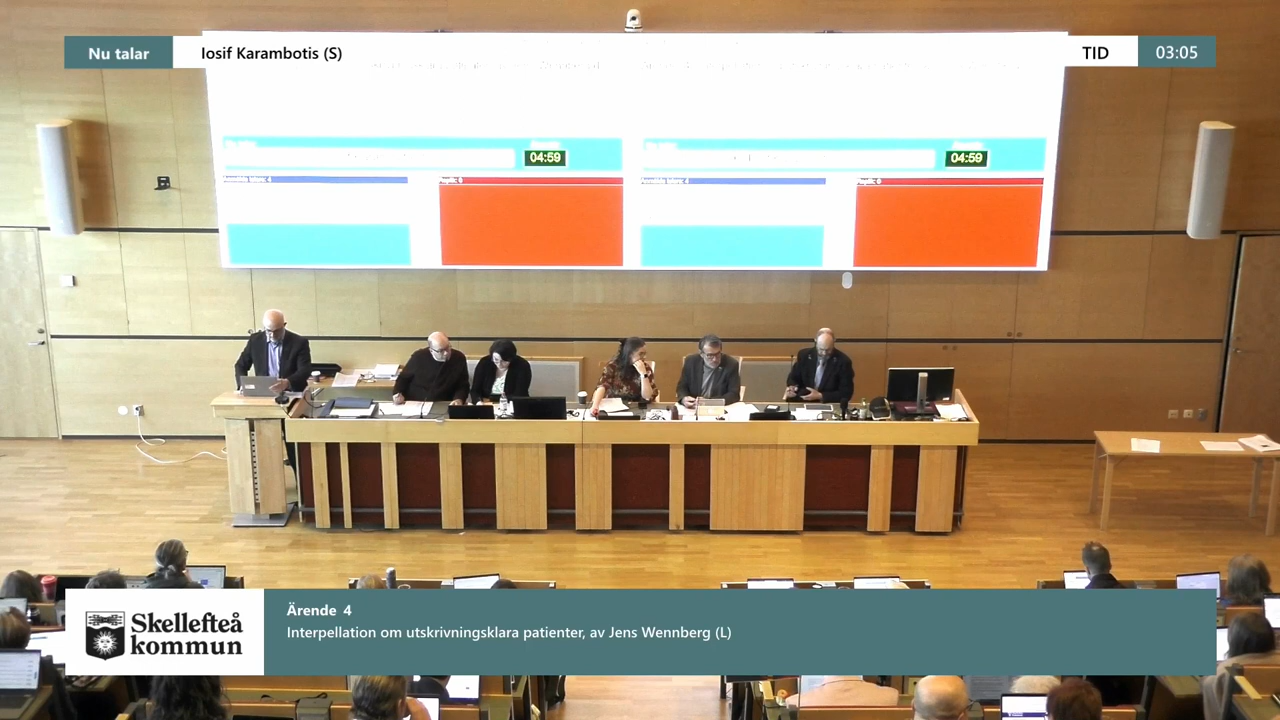 Nu talar
Iosif Karambotis (S)
TID
03:05
04:59
04:59
Ärende 4
Interpellation om utskrivningsklara patienter, av Jens Wennberg (L)
Skellefteå
kommun